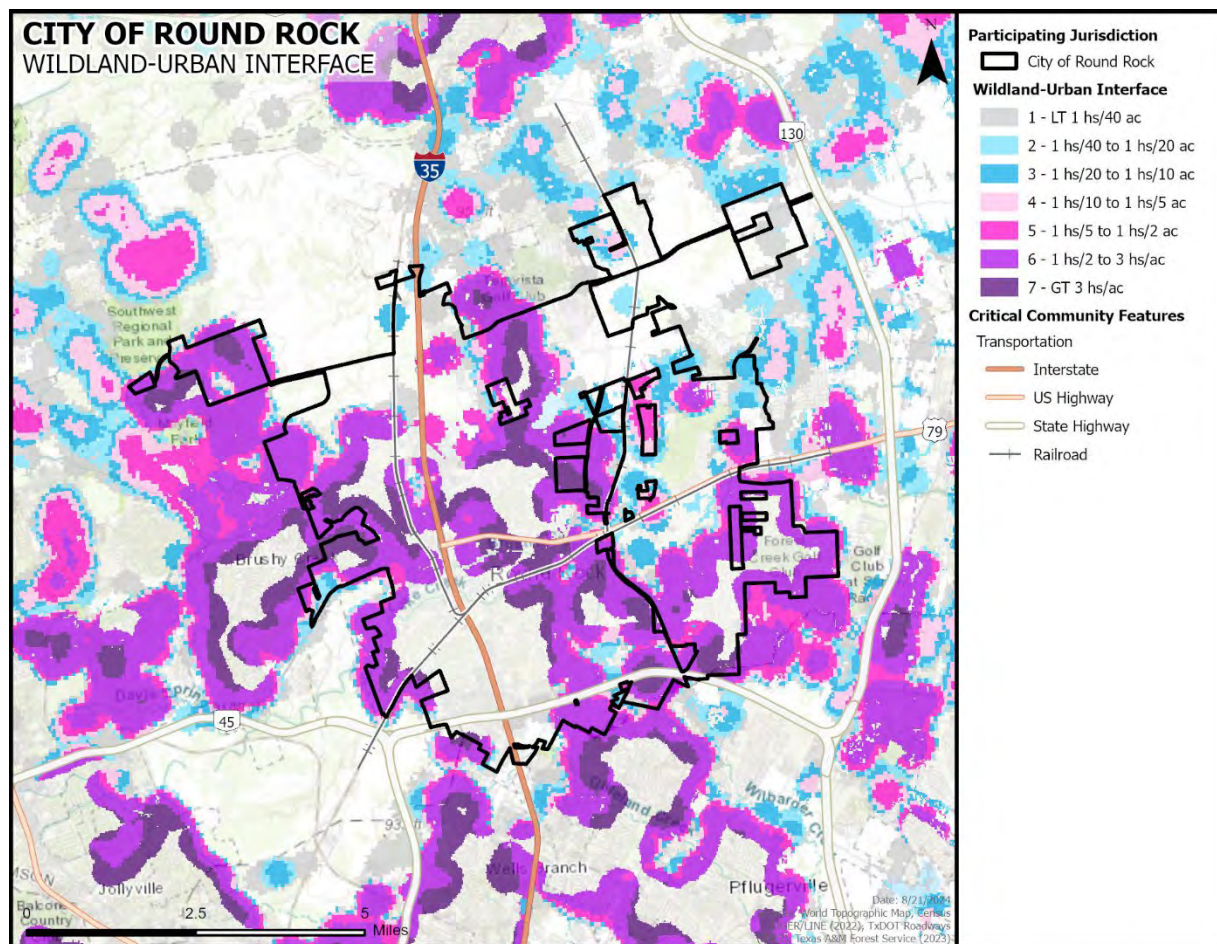 CITY OF ROUND ROCK
WILDLAND-URBAN INTERFACE
N
130
35
Southwest
Regional
Park and
Golf Club
79
Golf
Club
Round Rock
45
Wells Branch
Jollyville
Pflugerville
Country
0
2.5
5
Miles
Date: 8/21/2024
World Topographic Map, Census
(2022), TxDOT Roadways
Texas A&M Forest Service (2023)
Participating Jurisdiction
City of Round Rock
Wildland-Urban Interface
1 - LT 1 hs/40 ac
2 - 1 hs/40 to 1 hs/20 ac
3 - 1 hs/20 to 1 hs/10 ac
4 - 1 hs/10 to 1 hs/5 ac
5 - 1 hs/5 to 1 hs/2 ac
6 - 1 hs/2 to 3 hs/ac
7 - GT 3 hs/ac
Critical Community Features
Transportation
Interstate
US Highway
State Highway
Railroad